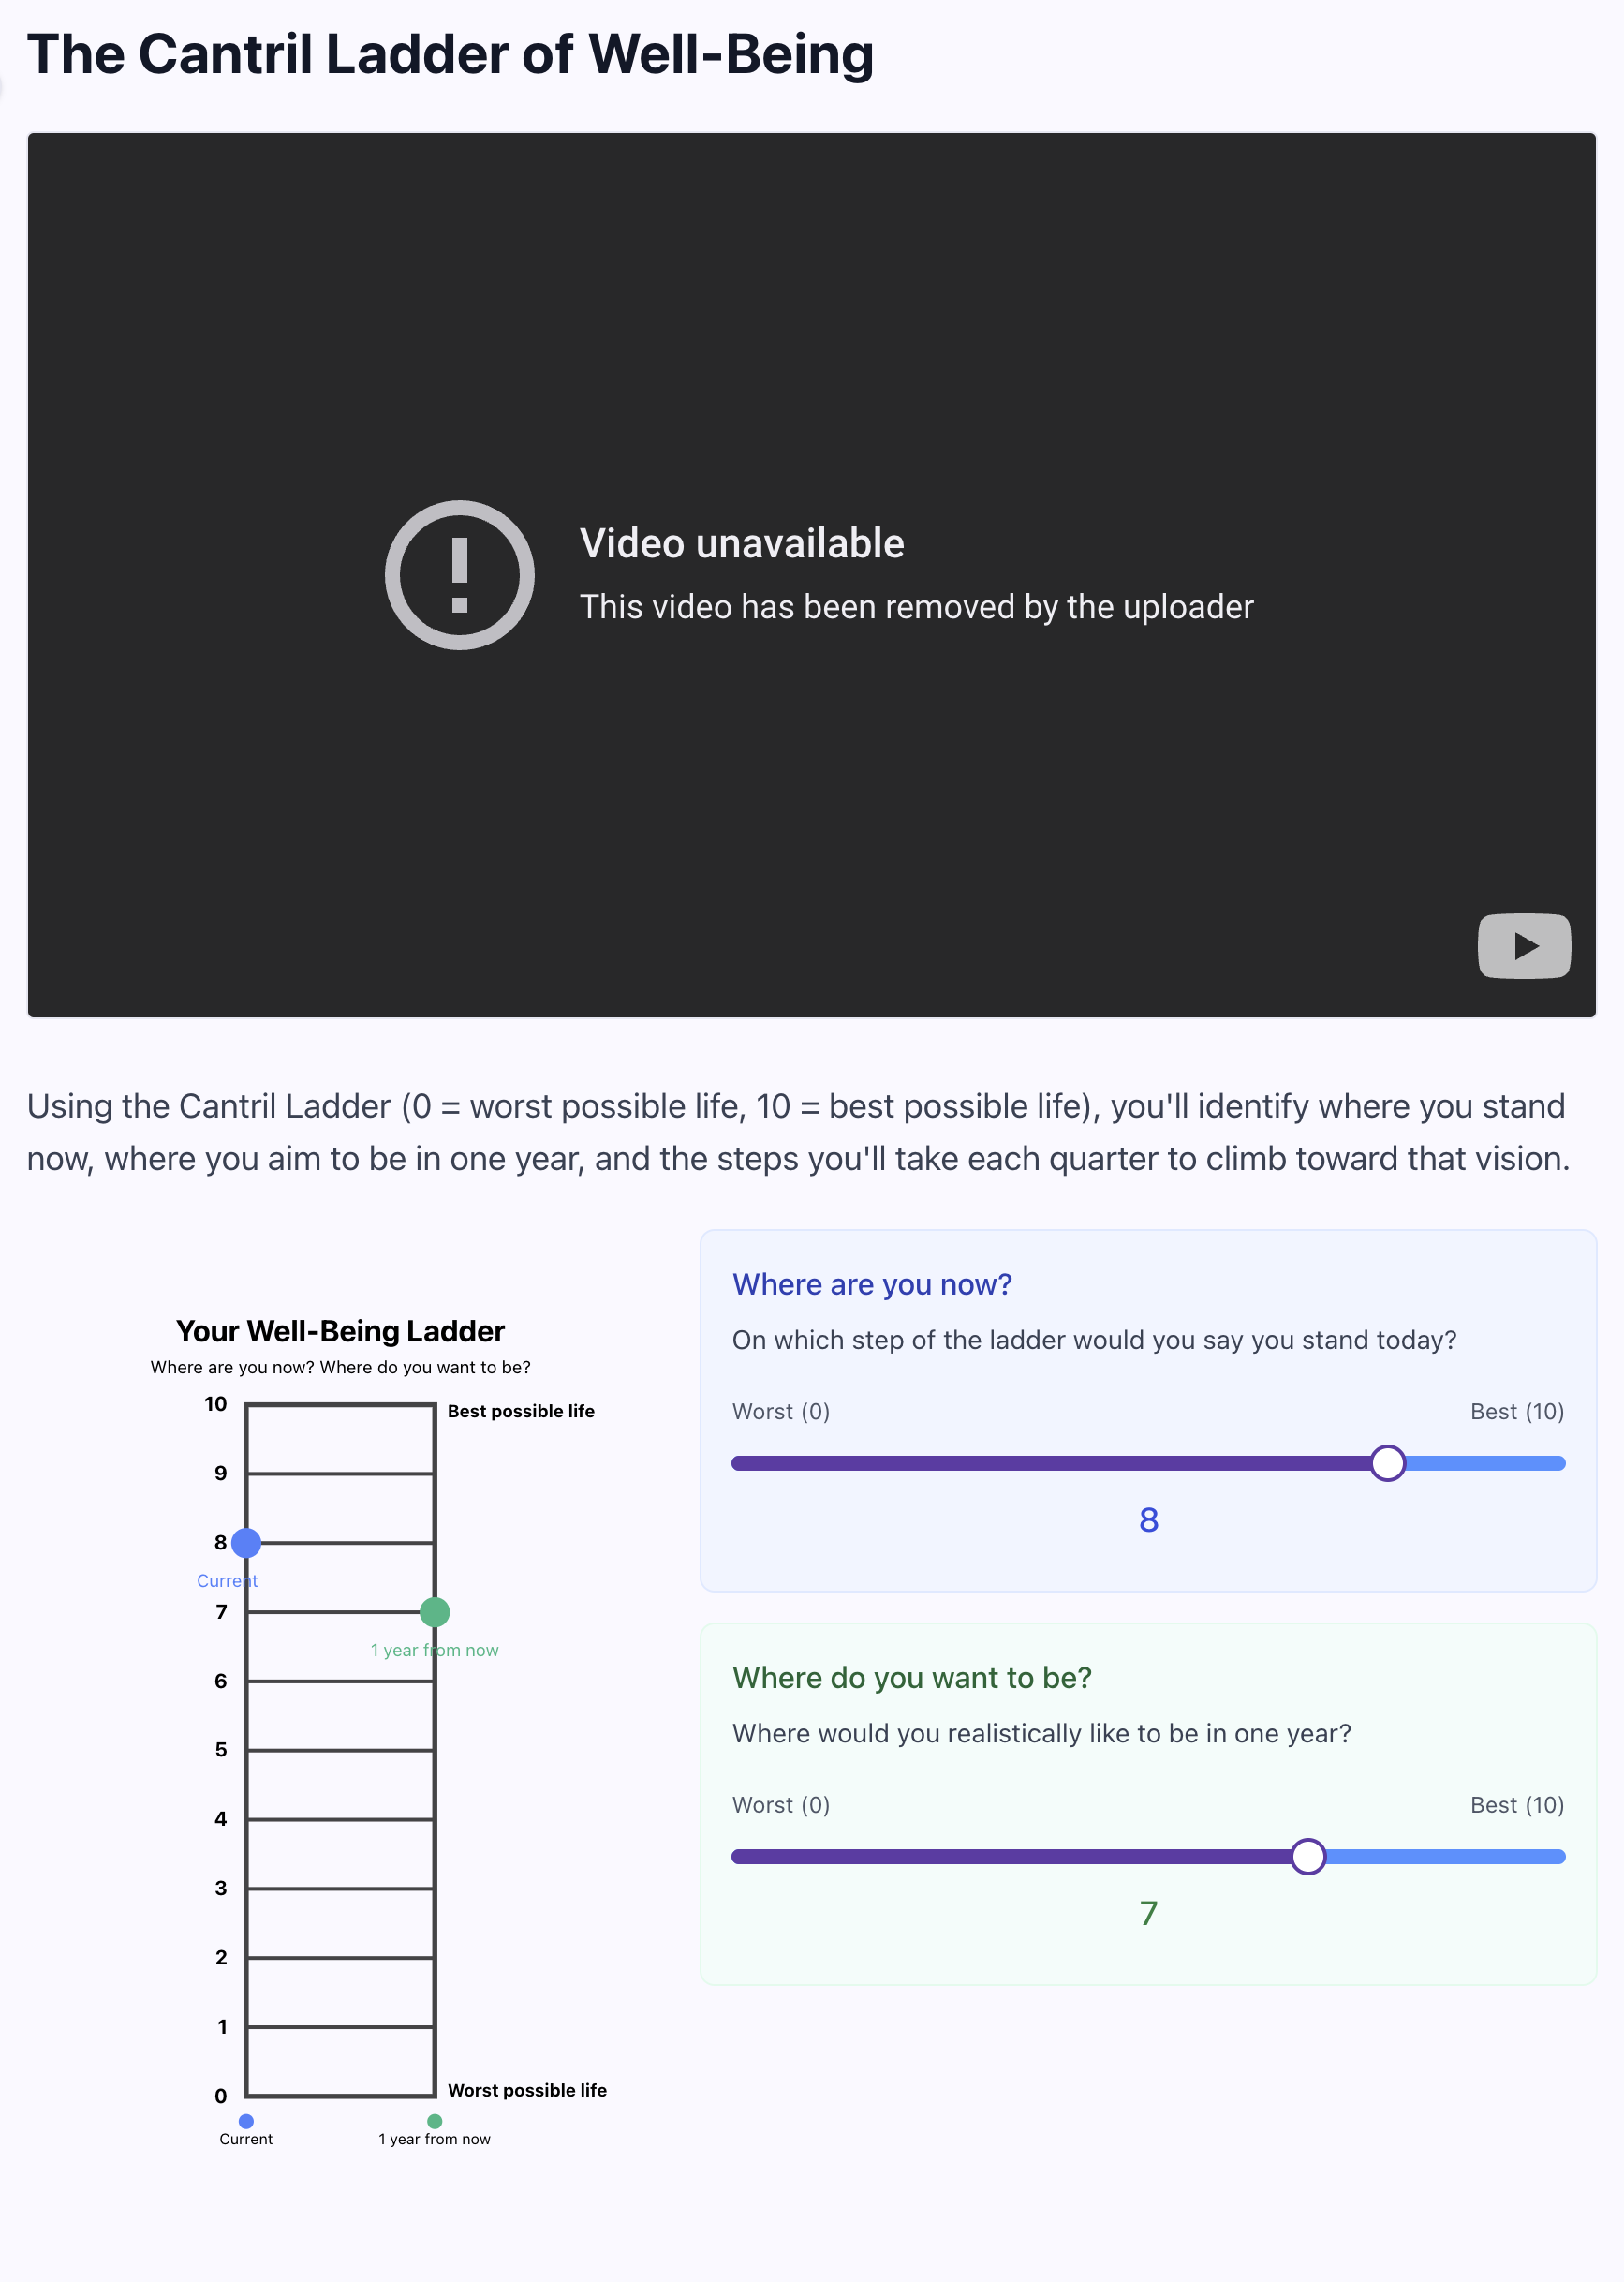 The Cantril Ladder of Well-Being
Video unavailable
This video has been removed by the uploader
Using the Cantril Ladder (0 = worst possible life, 10 = best possible life), you'll identify where you stand
now, where you aim to be in one year, and the steps you'll take each quarter to climb toward that vision.
Your Well-Being Ladder
Where are you now? Where do you want to be?
10
Best possible life
9
8
Current
7
1 year from now
6
5
4
3
2
1
0
Worst possible life
Current
1 year from now
Where are you now?
On which step of the ladder would you say you stand today?
Worst (0)
Best (10)
8
Where do you want to be?
Where would you realistically like to be in one year?
Worst (0)
Best (10)
7